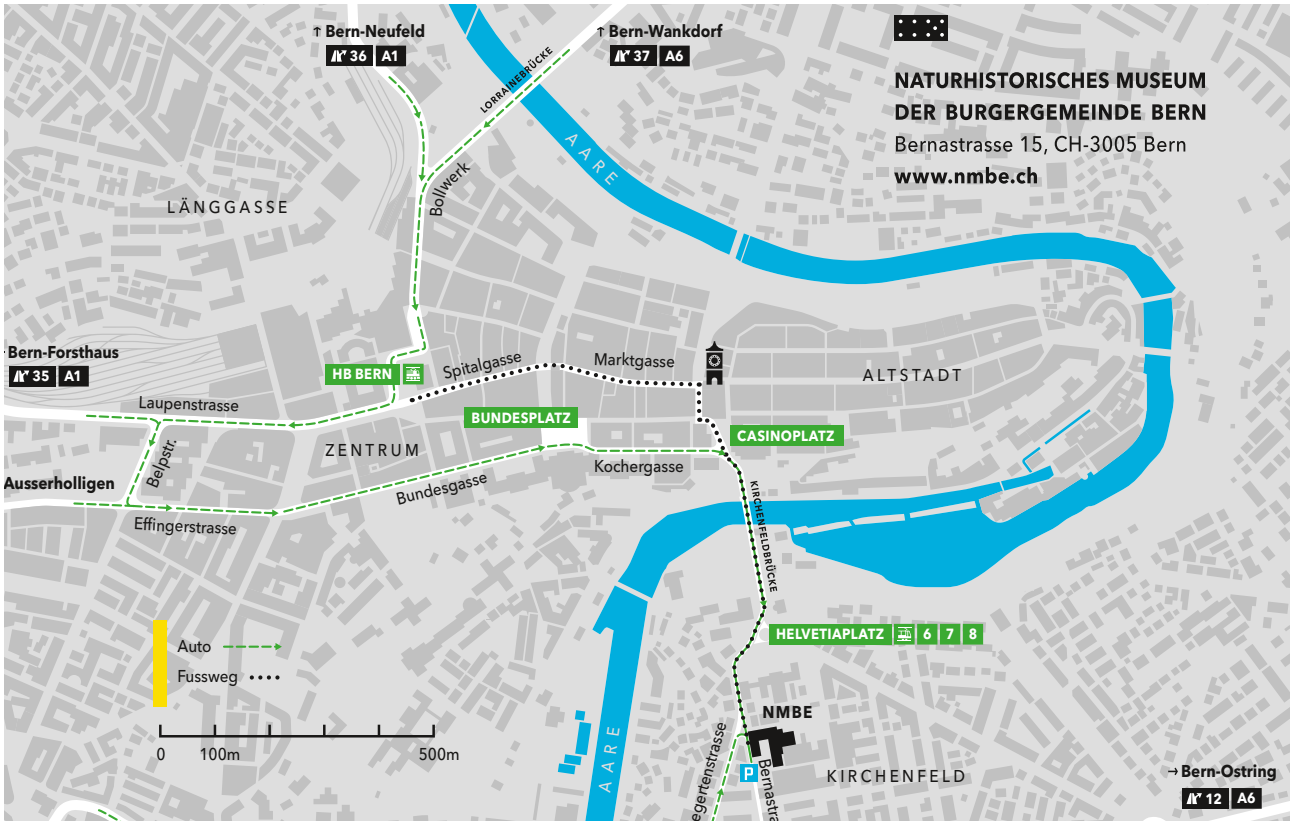 ↑ Bern-Neufeld
36 A1
↑ Bern-Wankdorf
37 A6
LORRAINEBRÜCKE
NATURHISTORISCHES MUSEUM
DER BURGERGEMEINDE BERN
Bernastrasse 15, CH-3005 Bern
www.nmbe.ch
AARE
Bollwerk
LÄNGGASSE
Bern-Forsthaus
35 A1
HB BERN
Spitalgasse
Marktgasse
ALTSTADT
Laupenstrasse
BUNDESPLATZ
CASINOPLATZ
ZENTRUM
Belpstr.
Kochergasse
Ausserholligen
Bundesgasse
Effingerstrasse
KIRCHENFELDBRÜCKE
HELVETIAPLATZ 6 7 8
Auto
Fussweg
NMBE
0 100m 500m
AARE
egertenstrasse
P
Bernastra
KIRCHENFELD
→ Bern-Ostring
12 A6